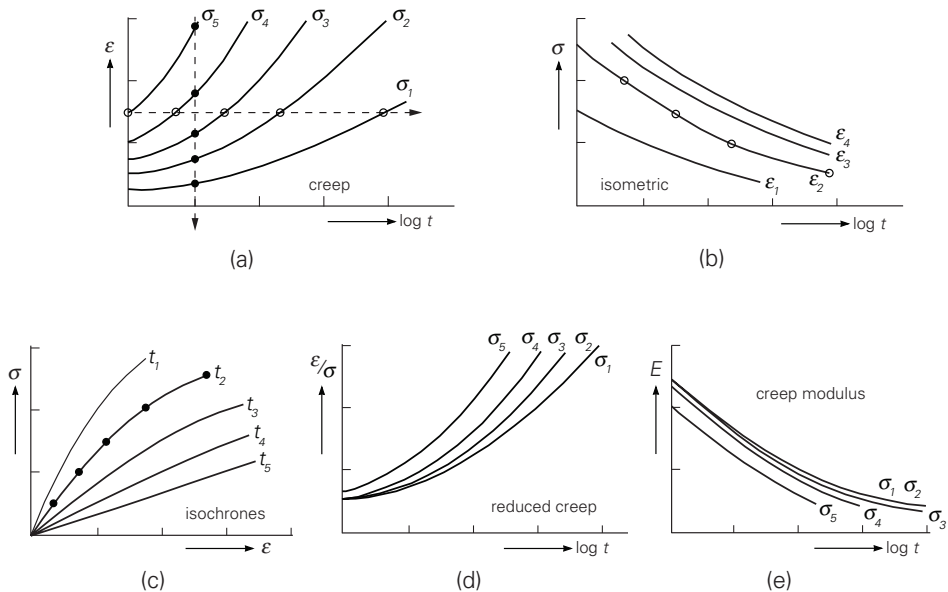 ε
σ5 σ4 σ3 σ2
σ1
creep
log t
(a)
σ
ε4
ε3
ε2
ε1
isometric
log t
(b)
σ
t1
t2
t3
t4
t5
isochrones
ε
(c)
ε/σ
σ5 σ4 σ3 σ2
σ1
reduced creep
log t
(d)
E
creep modulus
σ1 σ2
σ5 σ4 σ3
log t
(e)